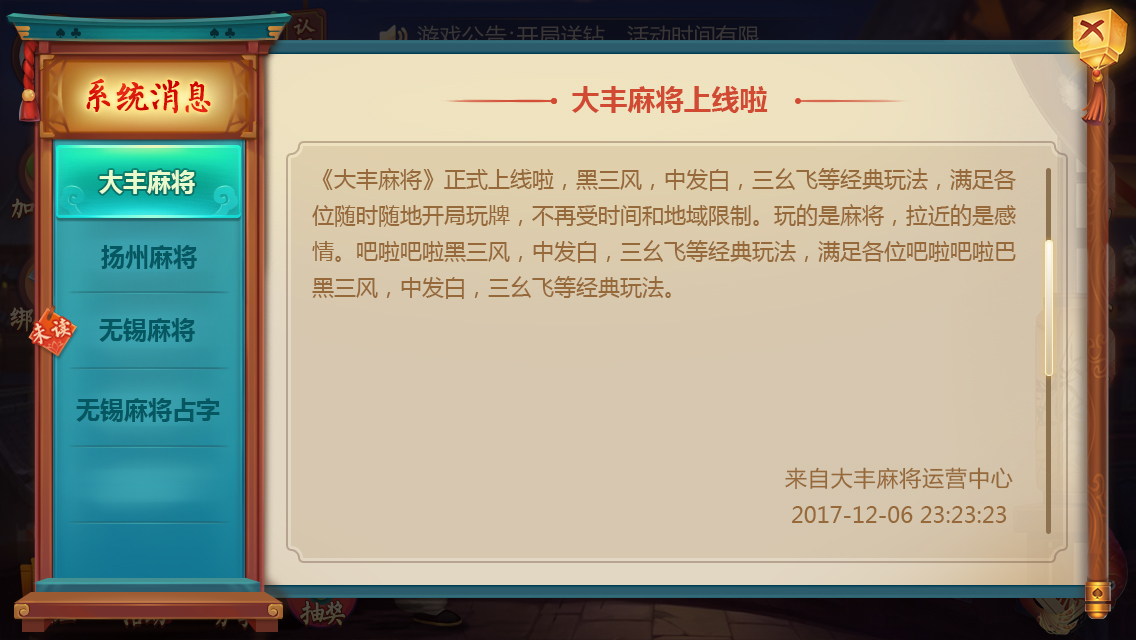 游戏公告:开局送钻，活动时间有限
系统消息
大丰麻将
扬州麻将
无锡麻将
未读
无锡麻将占字
大丰麻将上线啦
《大丰麻将》正式上线啦，黑三风，中发白，三幺飞等经典玩法，满足各
位随时随地开局玩牌，不再受时间和地域限制。玩的是麻将，拉近的是感
情。吧啦吧啦黑三风，中发白，三幺飞等经典玩法，满足各位吧啦吧啦巴
黑三风，中发白，三幺飞等经典玩法。
来自大丰麻将运营中心
2017-12-06 23:23:23
加
绑
抽奖